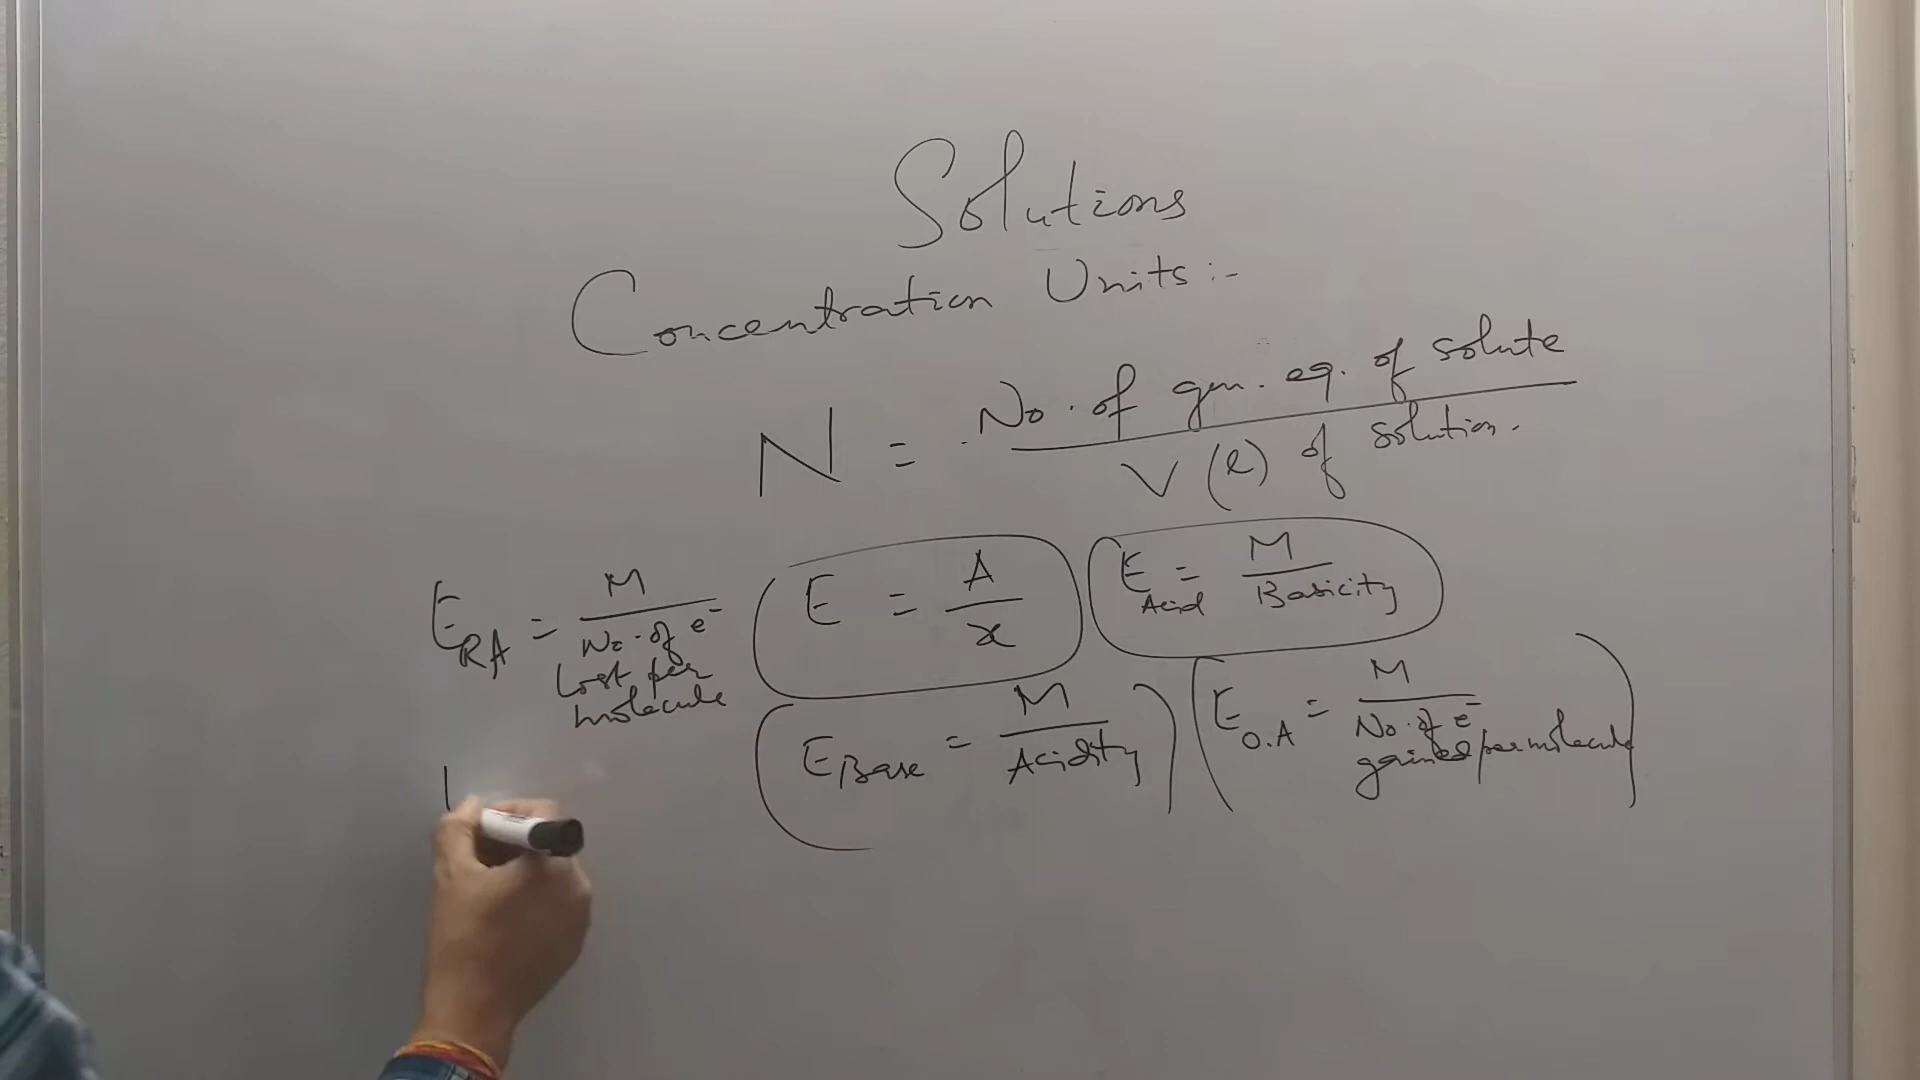 Solutions
Concentration Units :-
N = No. of gm. eq. of solute
V (l) of solution.
E RA = M
No. of e⁻
Lost per
molecule
E = A
x
E Acid = M
Basicity
E Base = M
Acidity
E O.A = M
No. of e⁻
gained per molecule